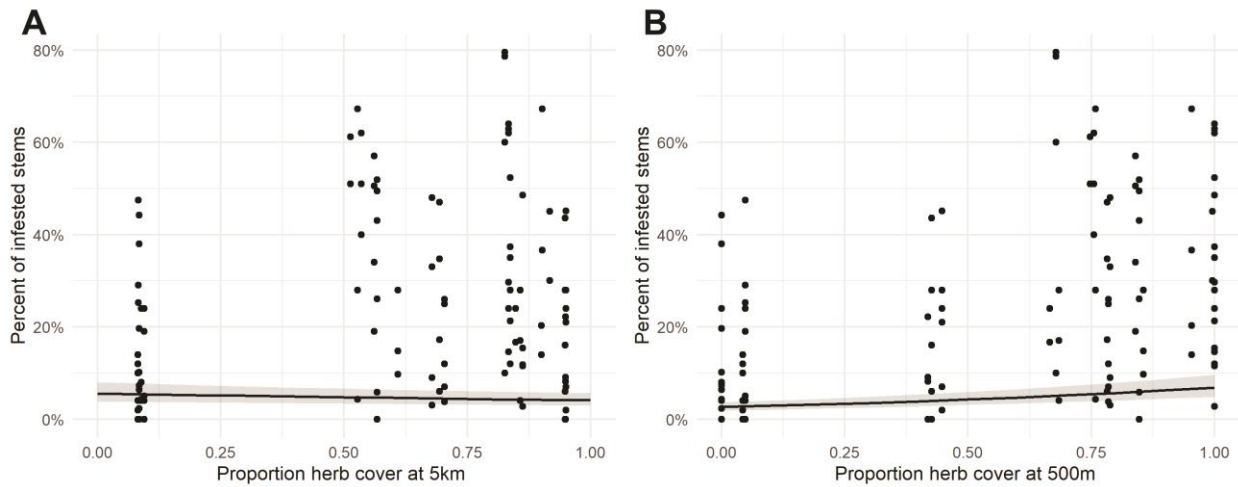 A
B
Percent of infested stems
80%
60%
40%
20%
0%
0.00 0.25 0.50 0.75 1.00
Proportion herb cover at 5km
Percent of infested stems
80%
60%
40%
20%
0%
0.00 0.25 0.50 0.75 1.00
Proportion herb cover at 500m